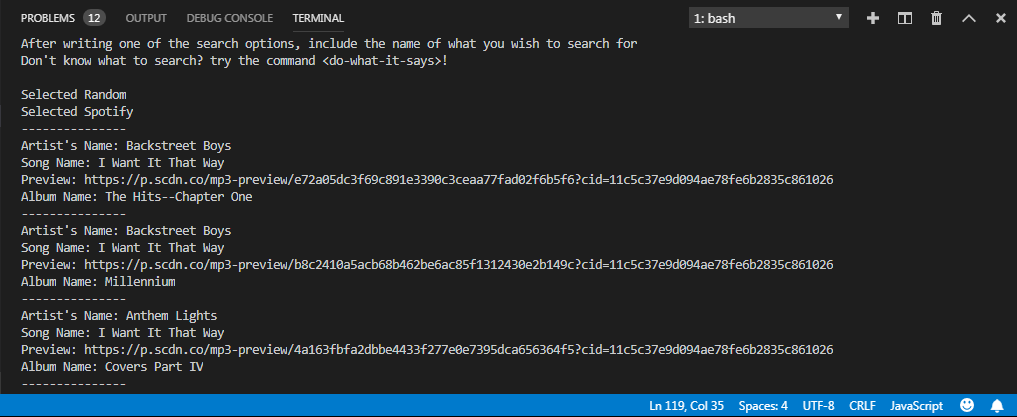 PROBLEMS 12 OUTPUT DEBUG CONSOLE TERMINAL 1: bash
After writing one of the search options, include the name of what you wish to search for
Don't know what to search? try the command <do-what-it-says>!
Selected Random
Selected Spotify
---------------
Artist's Name: Backstreet Boys
Song Name: I Want It That Way
Preview: https://p.scdn.co/mp3-preview/e72a05dc3f69c891e3390c3ceaa77fad02f6b5f6?cid=11c5c37e9d094ae78fe6b2835c861026
Album Name: The Hits--Chapter One
---------------
Artist's Name: Backstreet Boys
Song Name: I Want It That Way
Preview: https://p.scdn.co/mp3-preview/b8c2410a5acb68b462be6ac85f1312430e2b149c?cid=11c5c37e9d094ae78fe6b2835c861026
Album Name: Millennium
---------------
Artist's Name: Anthem Lights
Song Name: I Want It That Way
Preview: https://p.scdn.co/mp3-preview/4a163fbfa2dbbe4433f277e0e7395dca656364f5?cid=11c5c37e9d094ae78fe6b2835c861026
Album Name: Covers Part IV
---------------
Ln 119, Col 35 Spaces: 4 UTF-8 CRLF JavaScript